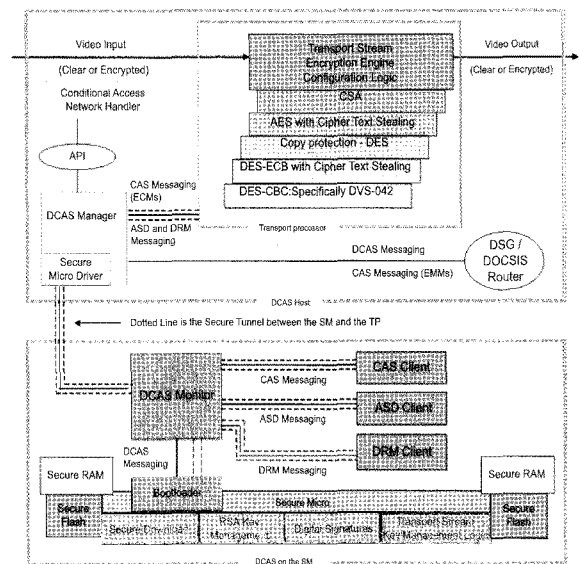 Video Input
(Clear or Encrypted)
Transport Stream
Encryption Engine
Configuration Logic
Video Output
(Clear or Encrypted)
CSA
AES with Cipher Text Stealing
Copy protection - DES
DES-ECB with Cipher Text Stealing
DES-CBC:Specifically DVS-042
Transport processor
Conditional Access
Network Handler
API
CAS Messaging
(ECMs)
ASD and DRM
Messaging
DCAS Manager
Secure
Micro Driver
DCAS Messaging
CAS Messaging (EMMs)
DSG /
DOCSIS
Router
DCAS Host
Dotted Line is the Secure Tunnel between the SM and the TP
DCAS Monitor
CAS Messaging
CAS Client
ASD Messaging
ASD Client
DRM Messaging
DRM Client
DCAS
Messaging
Secure RAM
Secure RAM
Bootloader
Secure Micro
Secure
Flash
Secure
Flash
Secure Download
RSA Key
Management
Digital Signatures
Transport Stream
Key Management Logic
DCAS on the SM